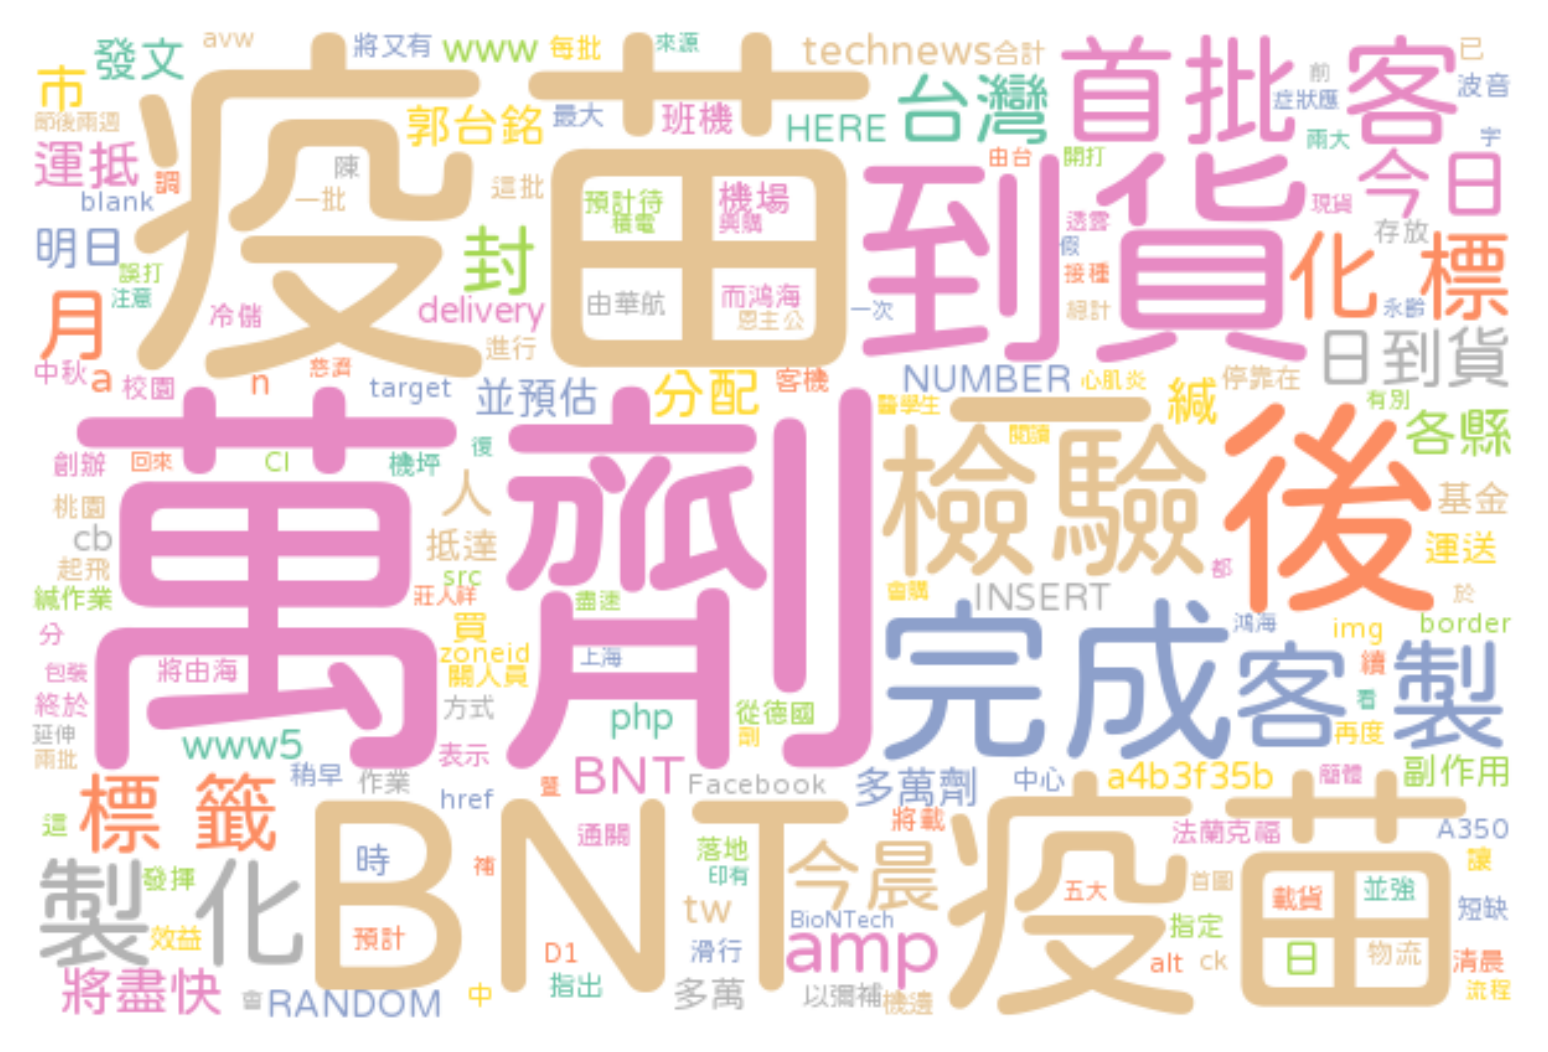 avw
將又有
www
每批
來源
technews
合計
首批
客
已
發文
市
疫苗
郭台銘
最大
班機
HERE
台灣
前
症狀應
波音
節後兩週
運抵
調
陳
一批
這批
預計待
積電
機場
興購
由台
開打
兩大
宇
今日
blank
到貨
透露
假
現貨
存放
明日
誤打
注意
封
接種
化
標
月
冷儲
delivery
由華航
而鴻海
恩主公
一次
總計
永齡
進行
日到貨
中秋
a
校園
n
慈濟
target
並預估
分配
客機
NUMBER
心肌炎
緘
停靠在
有別
醫學生
閱讀
各縣
萬劑
復
創辦
回來
CI
機坪
人
檢驗
後
基金
桃園
cb
抵達
運送
起飛
src
都
緘作業
莊人祥
盡速
會購
INSERT
於
分
買
完成
鴻海
img
border
zoneid
上海
客
續
製
包裝
將由海
關人員
看
終於
方式
php
從德國
劑
再度
延伸
兩批
www5
表示
標
籤
稍早
作業
href
暨
BNT
Facebook
多萬劑
中心
a4b3f35b
簡體
副作用
這
BNT疫苗
將載
法蘭克福
A350
時
通關
補
落地
印有
今晨
讓
製
化
發揮
五大
首圖
載貨
並強
短缺
tw
BioNTech
amp
指定
效益
預計
D1
滑行
日
物流
alt
ck
清晨
將盡快
會
RANDOM
中
指出
多萬
以彌補
機邊
流程